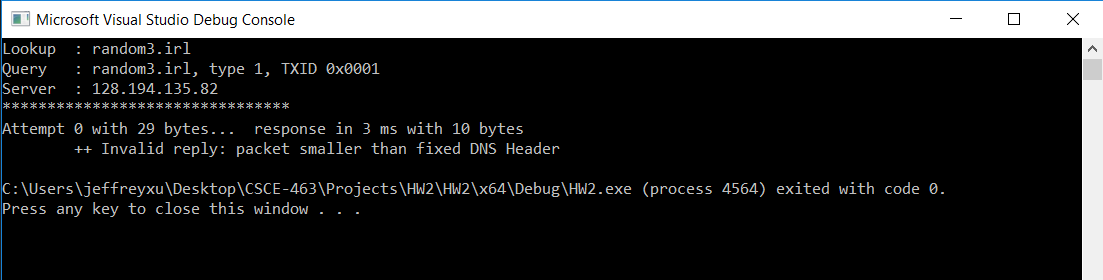 Microsoft Visual Studio Debug Console
Lookup : random3.irl
Query : random3.irl, type 1, TXID 0x0001
Server : 128.194.135.82
********************************
Attempt 0 with 29 bytes... response in 3 ms with 10 bytes
++ Invalid reply: packet smaller than fixed DNS Header
C:\Users\jeffreyxu\Desktop\CSCE-463\Projects\HW2\HW2\x64\Debug\HW2.exe (process 4564) exited with code 0.
Press any key to close this window . . .